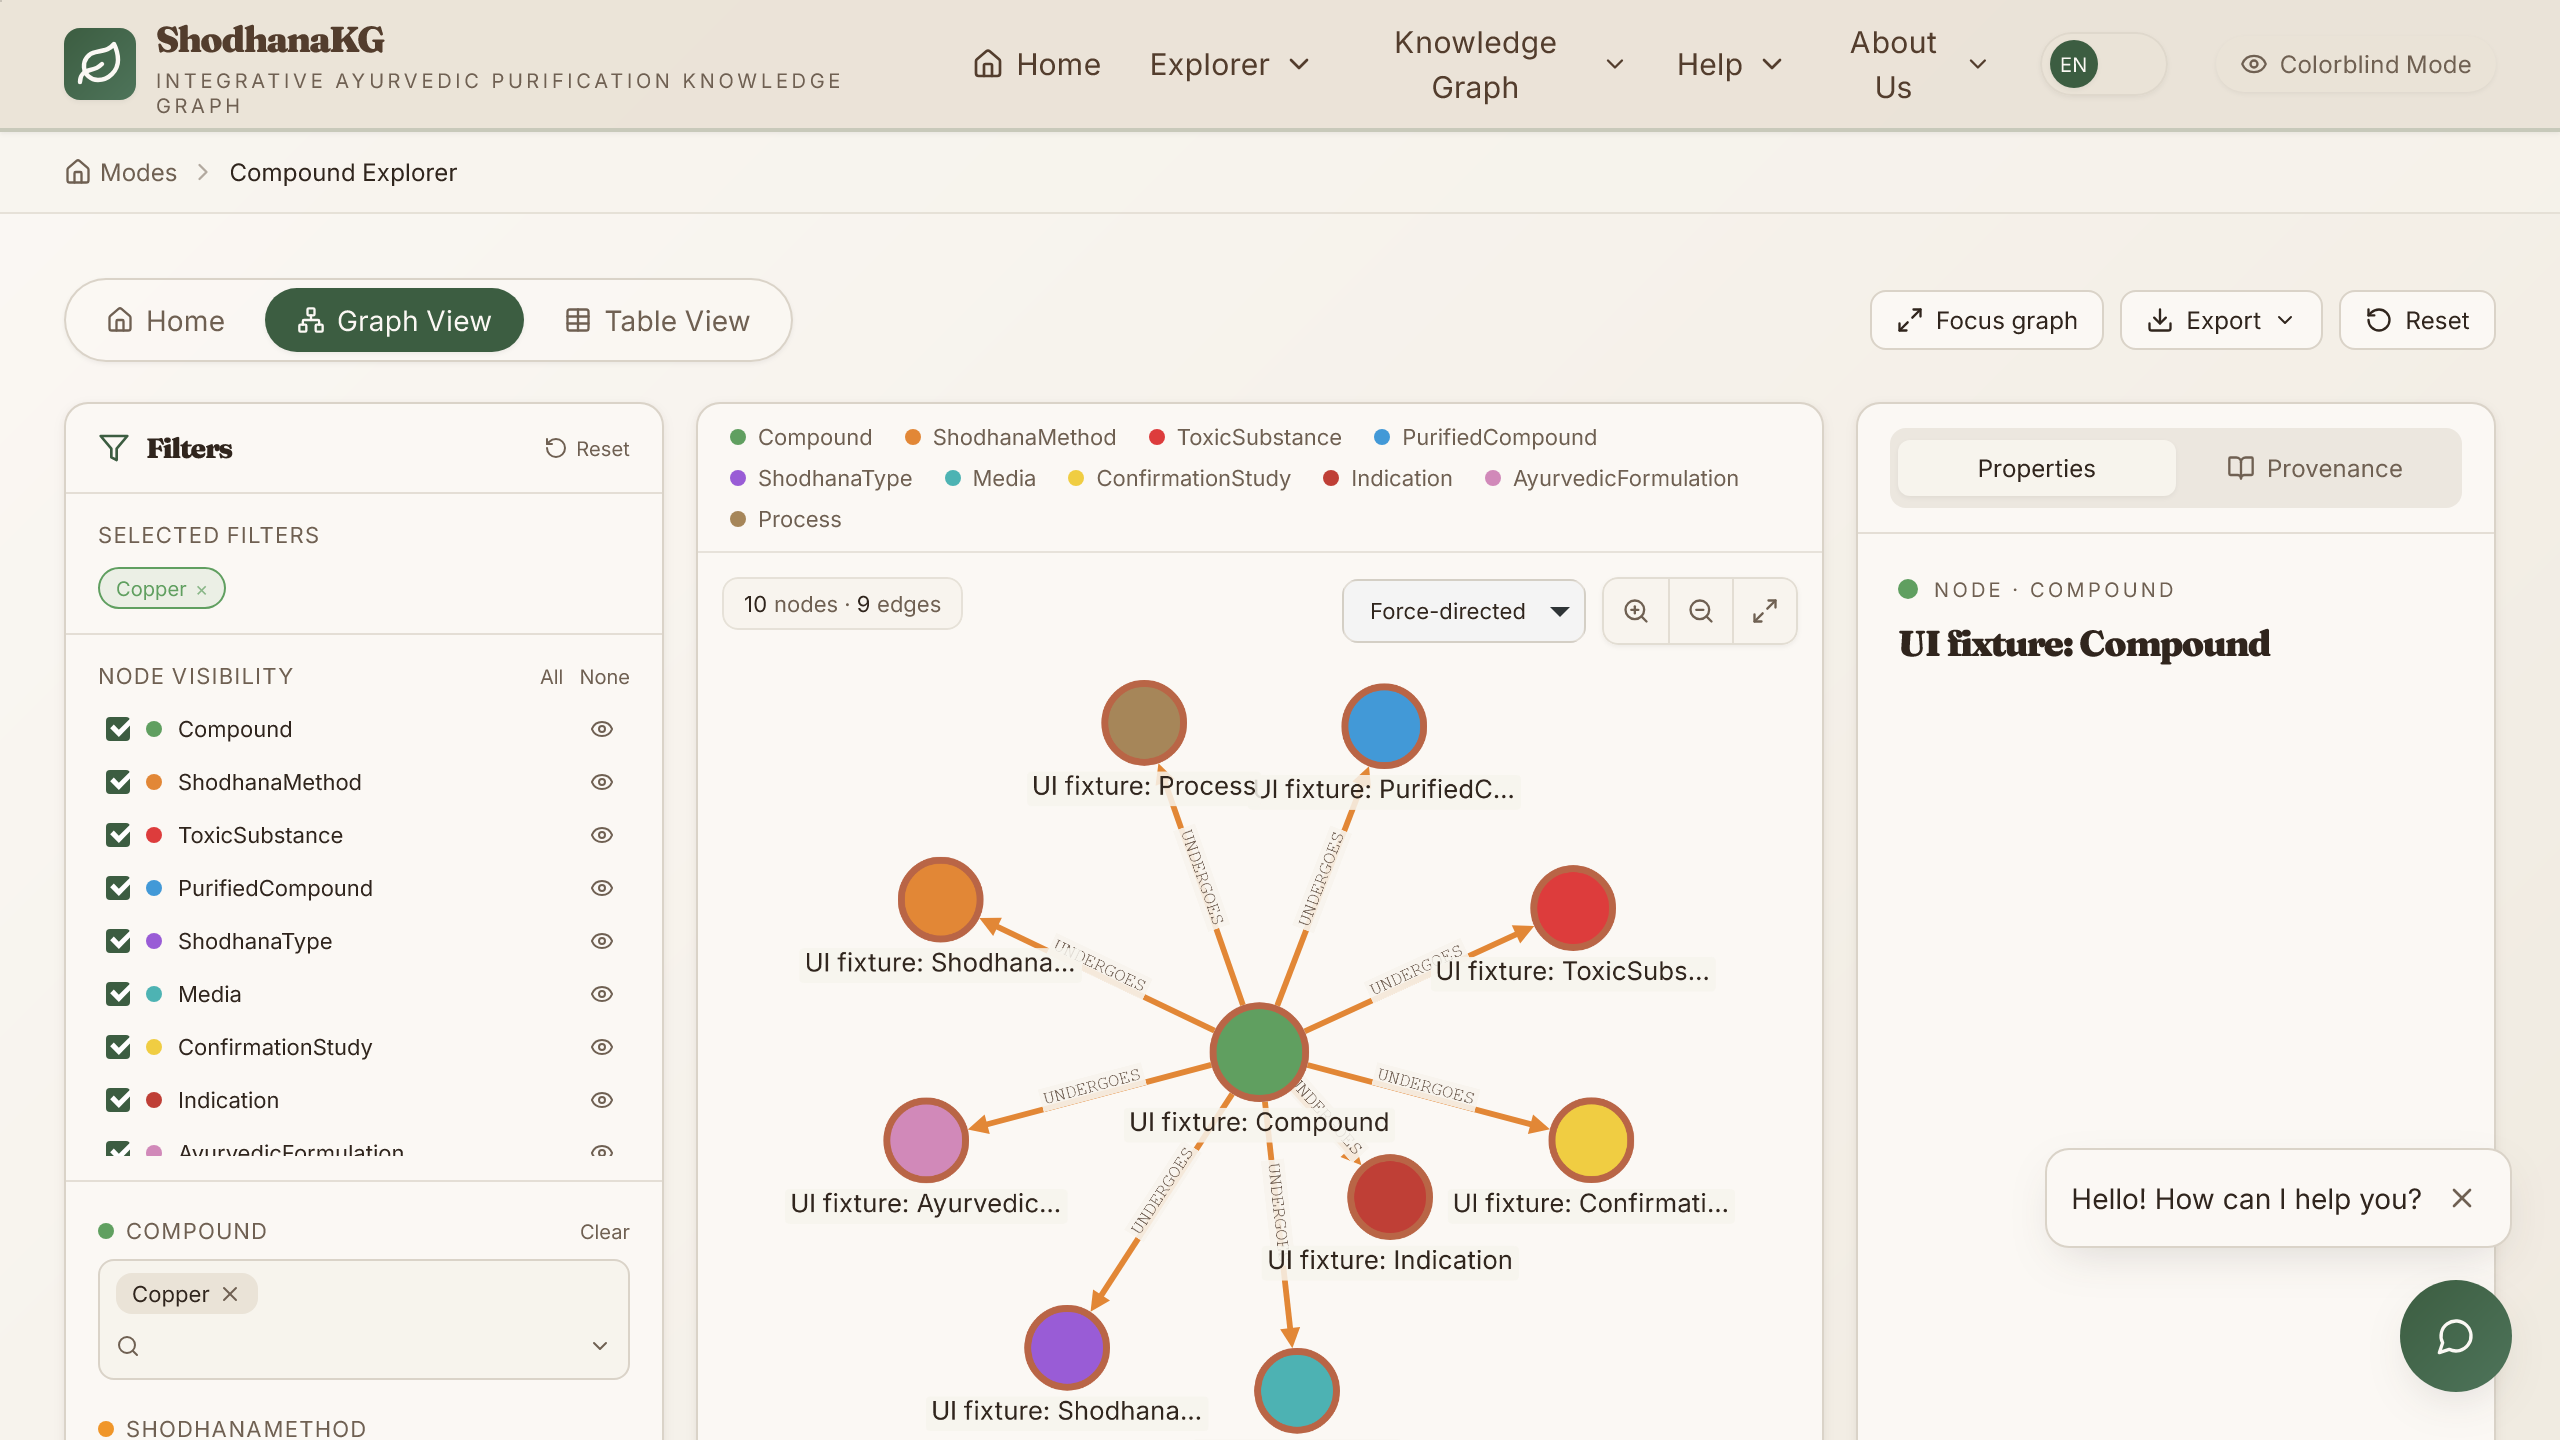 ShodhanaKG
INTEGRATIVE AYURVEDIC PURIFICATION KNOWLEDGE
GRAPH
Home
Explorer
Knowledge
Graph
Help
About
Us
EN
Colorblind Mode
Modes
Compound Explorer
Home
Graph View
Table View
Focus graph
Export
Reset
Filters
Reset
SELECTED FILTERS
Copper ×
NODE VISIBILITY
All None
Compound
ShodhanaMethod
ToxicSubstance
PurifiedCompound
ShodhanaType
Media
ConfirmationStudy
Indication
AyurvedicFormulation
COMPOUND
Clear
Copper
SHODHANAMETHOD
Compound ShodhanaMethod ToxicSubstance PurifiedCompound
ShodhanaType Media ConfirmationStudy Indication AyurvedicFormulation
Process
10 nodes · 9 edges
Force-directed
UI fixture: Process
UI fixture: PurifiedC...
UNDERGOES
UNDERGOES
UI fixture: Shodhana...
UNDERGOES
UNDERGOES
UI fixture: ToxicSubs...
UNDERGOES
UNDERGOES
UI fixture: Compound
UNDERGOES
UNDERGOES
UNDERGOES
UI fixture: Ayurvedic...
UI fixture: Confirmati...
UI fixture: Indication
UI fixture: Shodhana...
Properties
Provenance
NODE · COMPOUND
UI fixture: Compound
Hello! How can I help you?